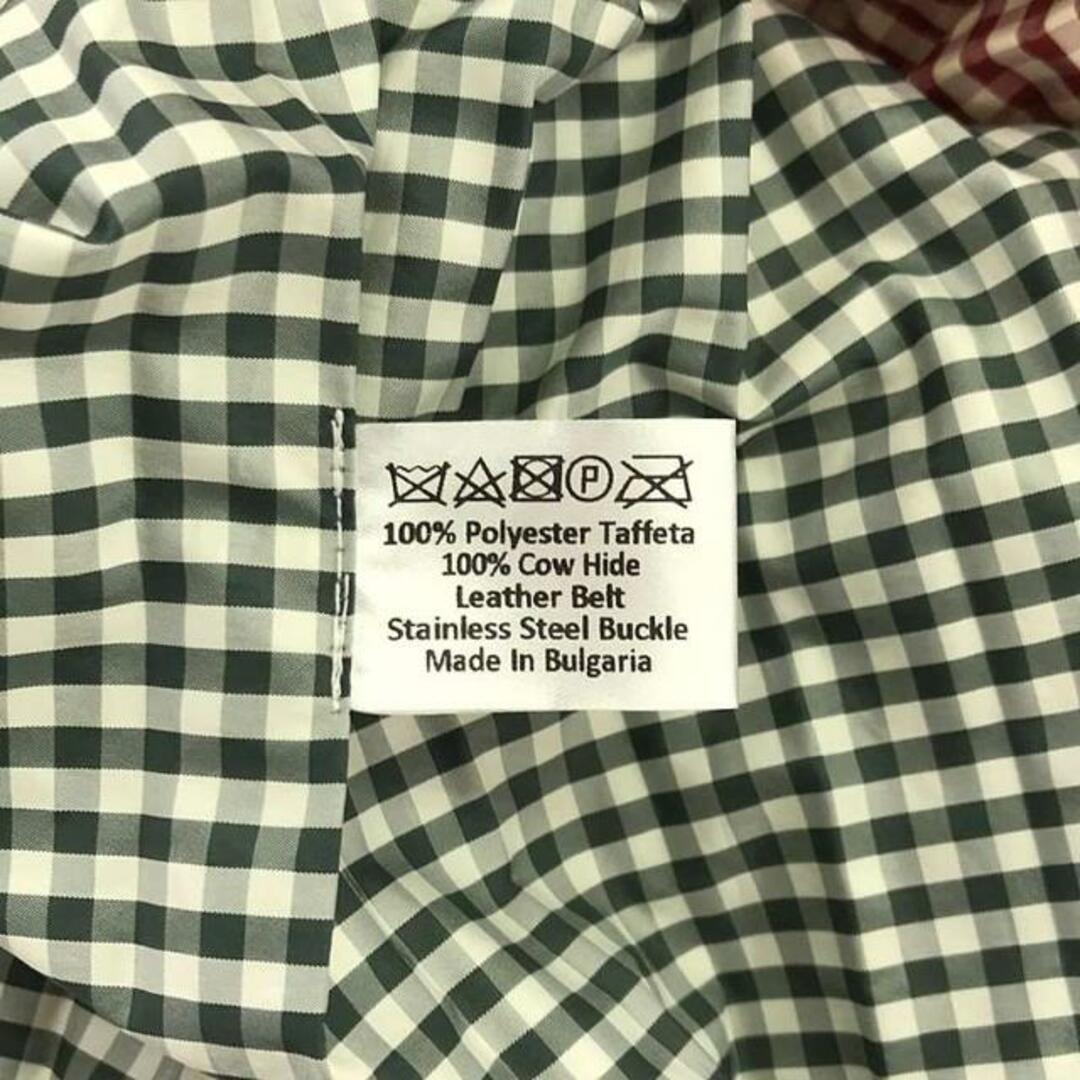 P
100% Polyester Taffeta
100% Cow Hide
Leather Belt
Stainless Steel Buckle
Made In Bulgaria